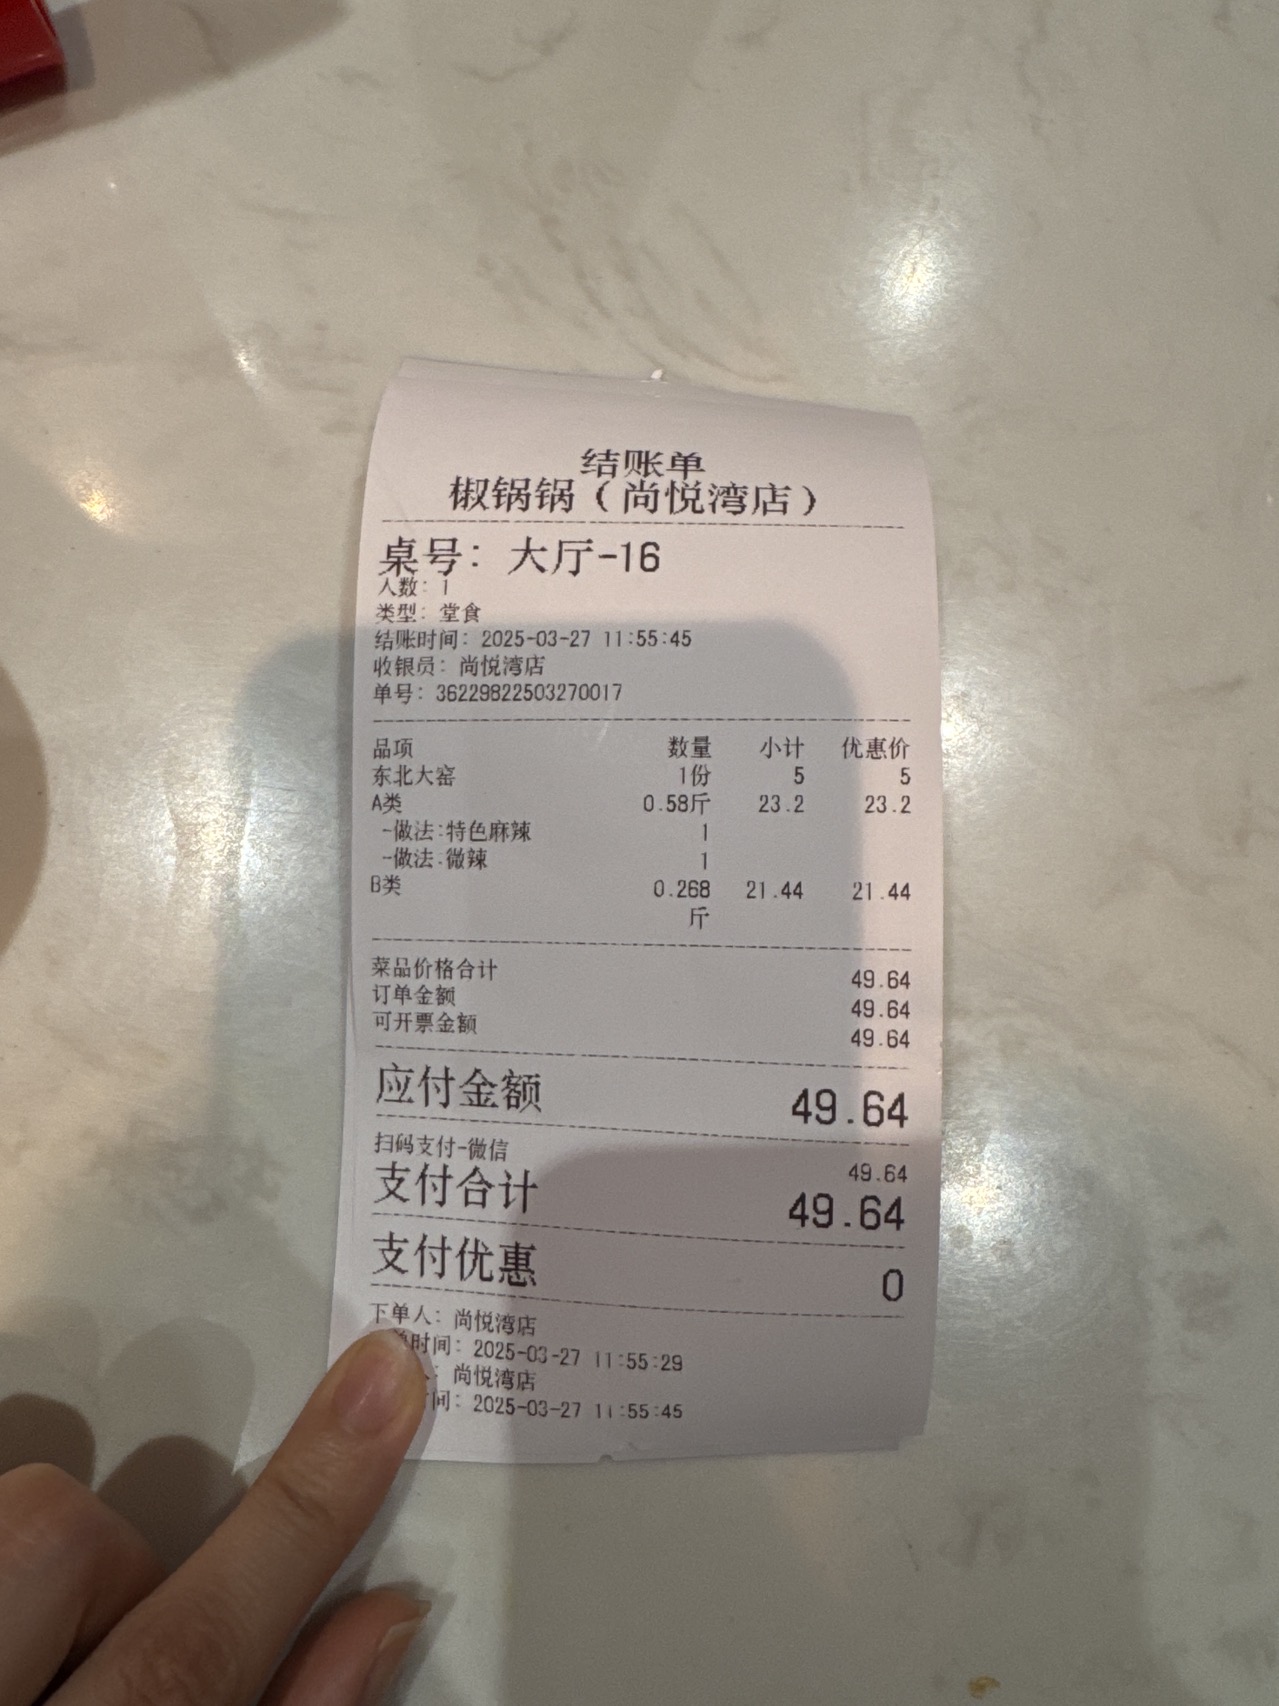 结账单
椒锅锅（尚悦湾店）
桌号：大厅-16
人数：1
类型：堂食
结账时间：2025-03-27 11:55:45
收银员：尚悦湾店
单号：36229822503270017
品项 数量 小计 优惠价
东北大窑 1份 5 5
A类 0.58斤 23.2 23.2
-做法:特色麻辣 1
-做法:微辣 1
B类 0.268 21.44 21.44
斤
菜品价格合计 49.64
订单金额 49.64
可开票金额 49.64
应付金额 49.64
扫码支付-微信 49.64
支付合计 49.64
支付优惠 0
下单人：尚悦湾店
单时间：2025-03-27 11:55:29
人：尚悦湾店
时间：2025-03-27 11:55:45